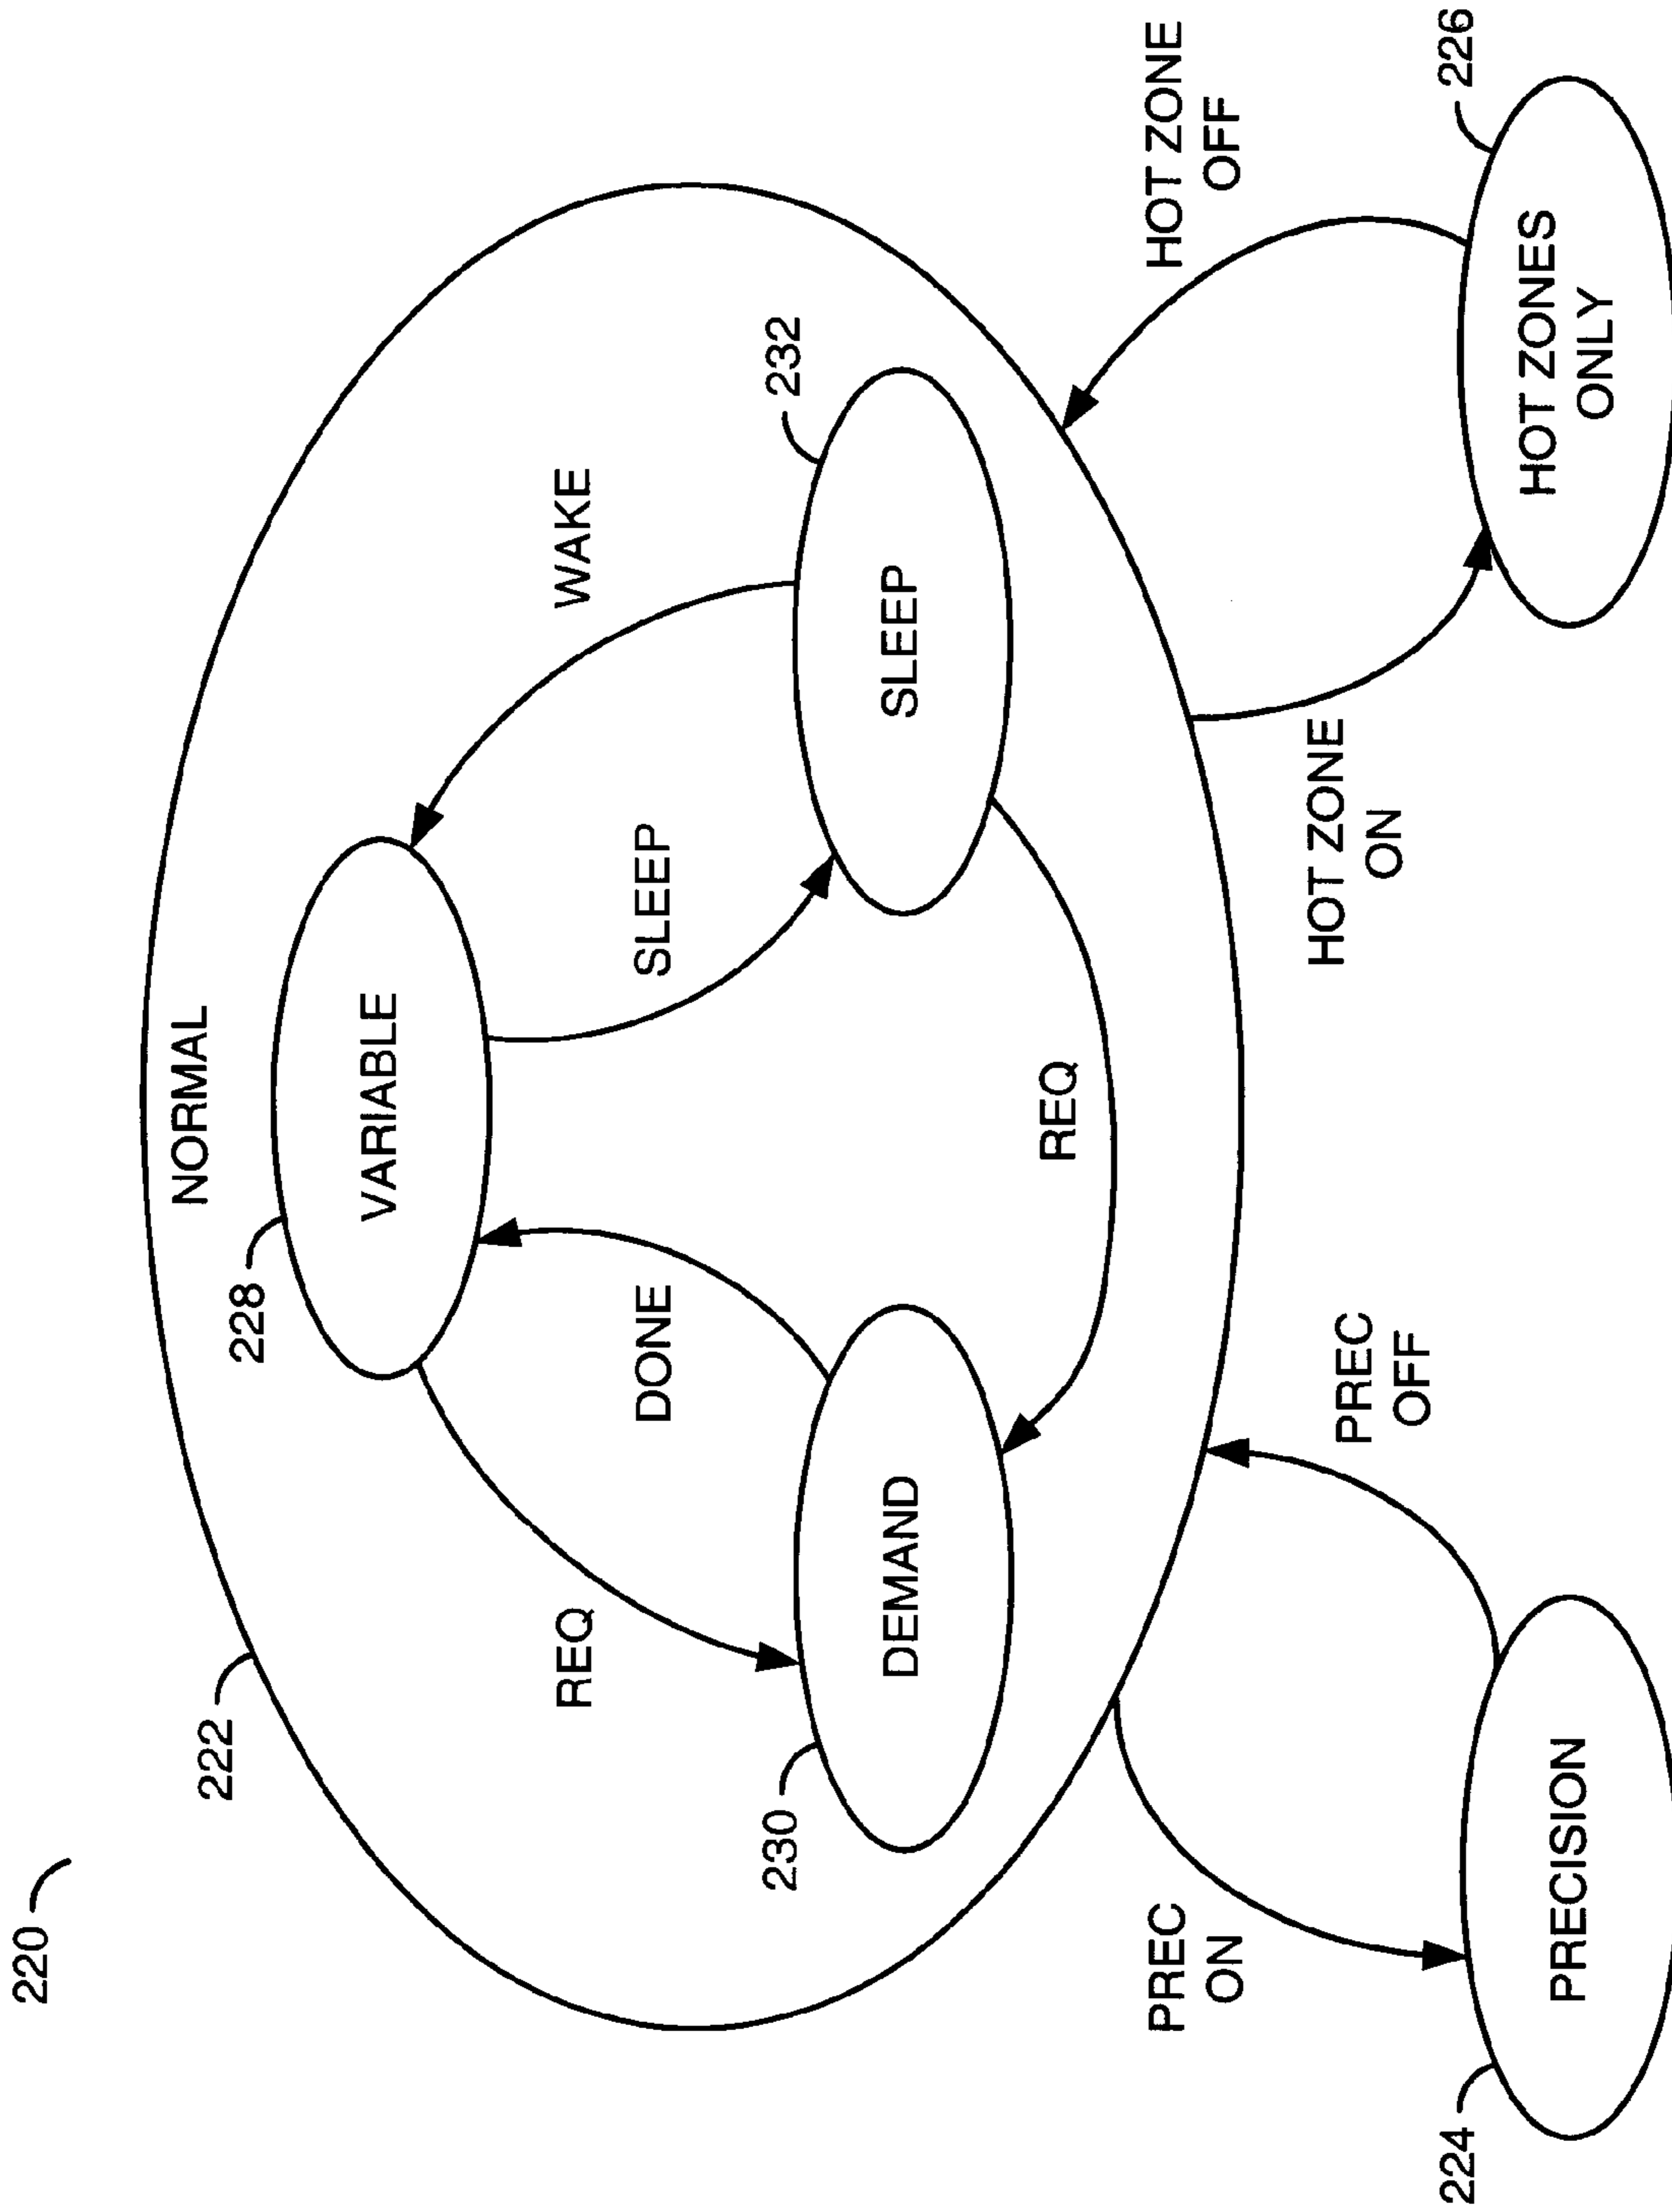 220
222
NORMAL
228
VARIABLE
REQ
DONE
SLEEP
WAKE
230
DEMAND
232
SLEEP
REQ
PREC
ON
PREC
OFF
HOT ZONE
ON
HOT ZONE
OFF
224
PRECISION
226
HOT ZONES
ONLY